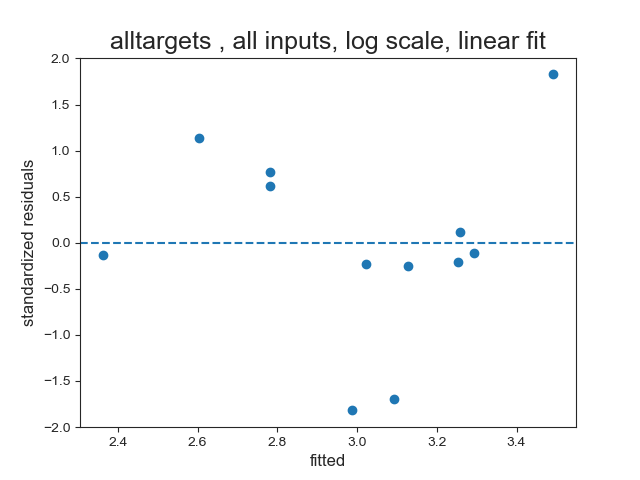 alltargets , all inputs, log scale, linear fit
2.0
1.5
1.0
0.5
0.0
−0.5
−1.0
−1.5
−2.0
standardized residuals
2.4 2.6 2.8 3.0 3.2 3.4
fitted